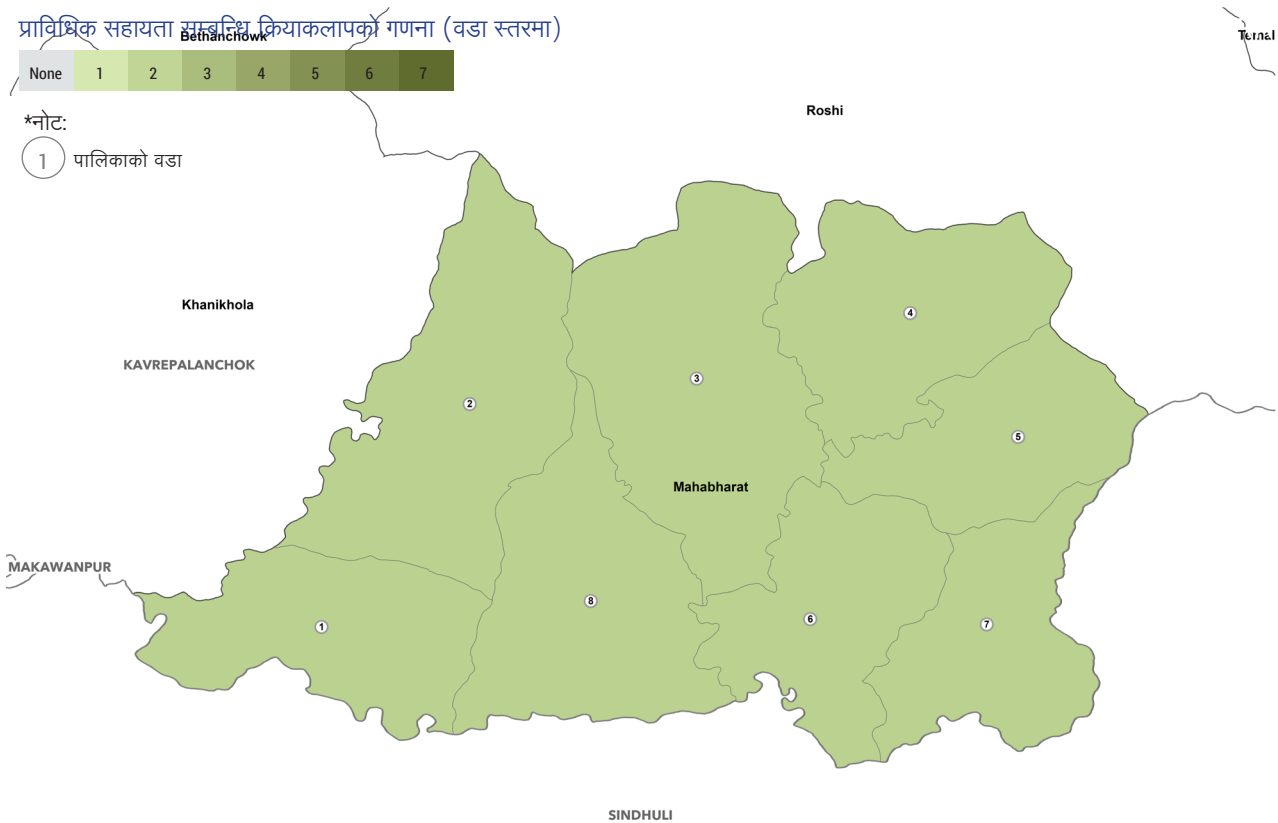 प्राविधिक सहायता सम्बन्धि क्रियाकलापको गणना (वडा स्तरमा)
Bethanchowk
Temal
None 1 2 3 4 5 6 7
Roshi
*नोट:
1 पालिकाको वडा
Khanikhola
4
KAVREPALANCHOK
3
2
5
Mahabharat
MAKAWANPUR
8
6
7
1
SINDHULI